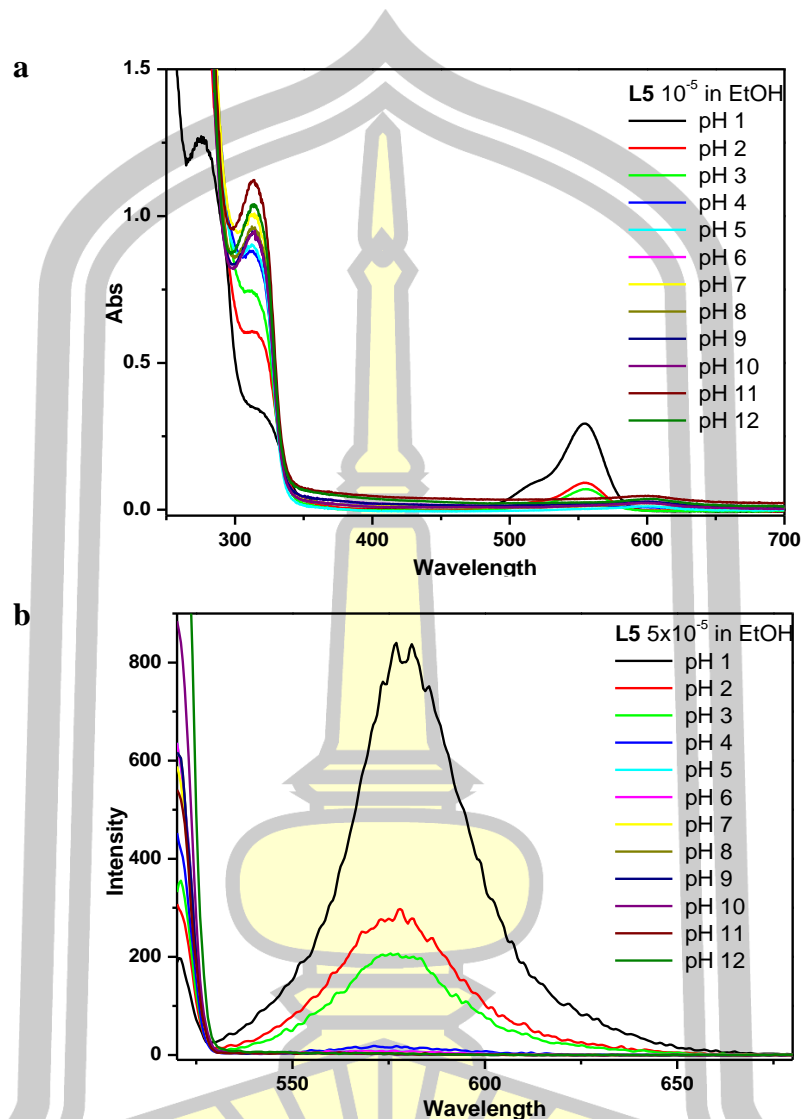 a
1.5
1.0
0.5
0.0
Abs
300
400
500
600
700
Wavelength
L5 10⁻⁵ in EtOH
pH 1
pH 2
pH 3
pH 4
pH 5
pH 6
pH 7
pH 8
pH 9
pH 10
pH 11
pH 12
b
800
600
400
200
0
Intensity
550
600
650
Wavelength
L5 5x10⁻⁵ in EtOH
pH 1
pH 2
pH 3
pH 4
pH 5
pH 6
pH 7
pH 8
pH 9
pH 10
pH 11
pH 12